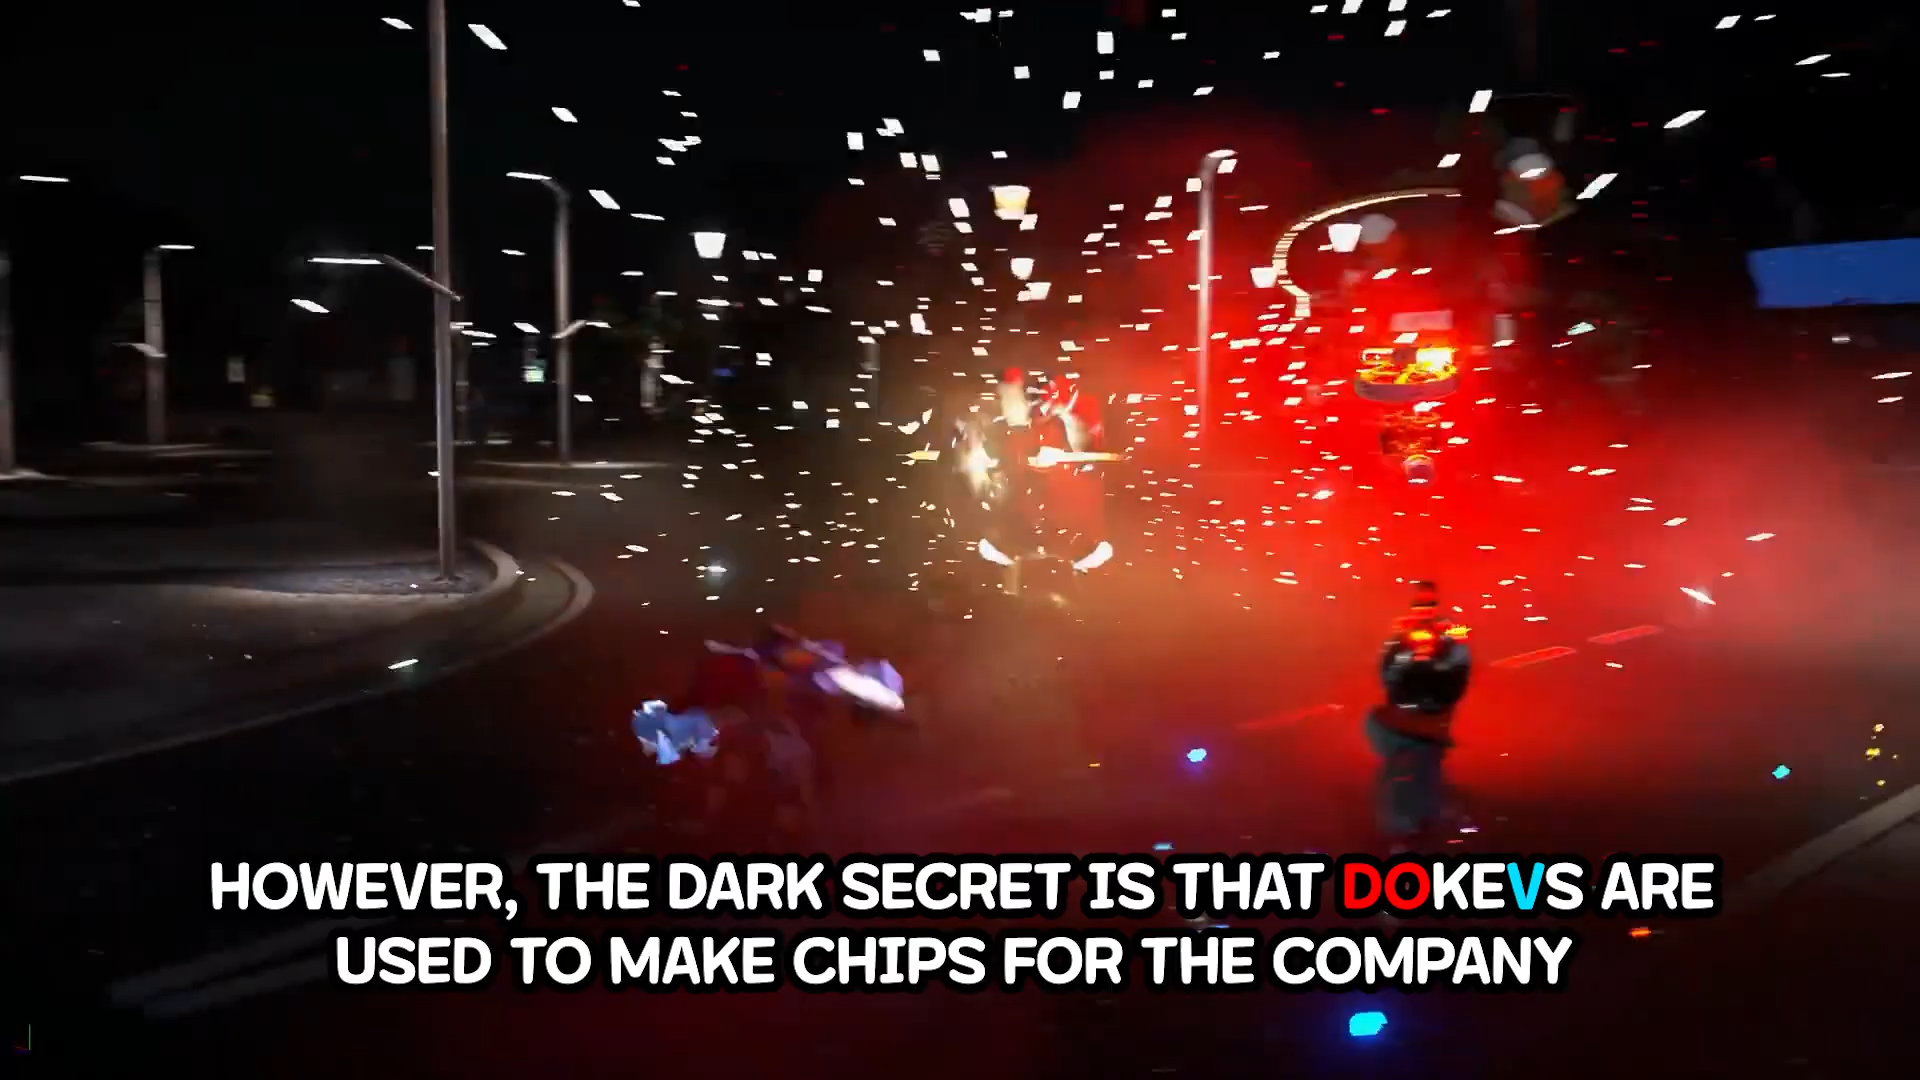 HOWEVER, THE DARK SECRET IS THAT DOKEVS ARE
USED TO MAKE CHIPS FOR THE COMPANY